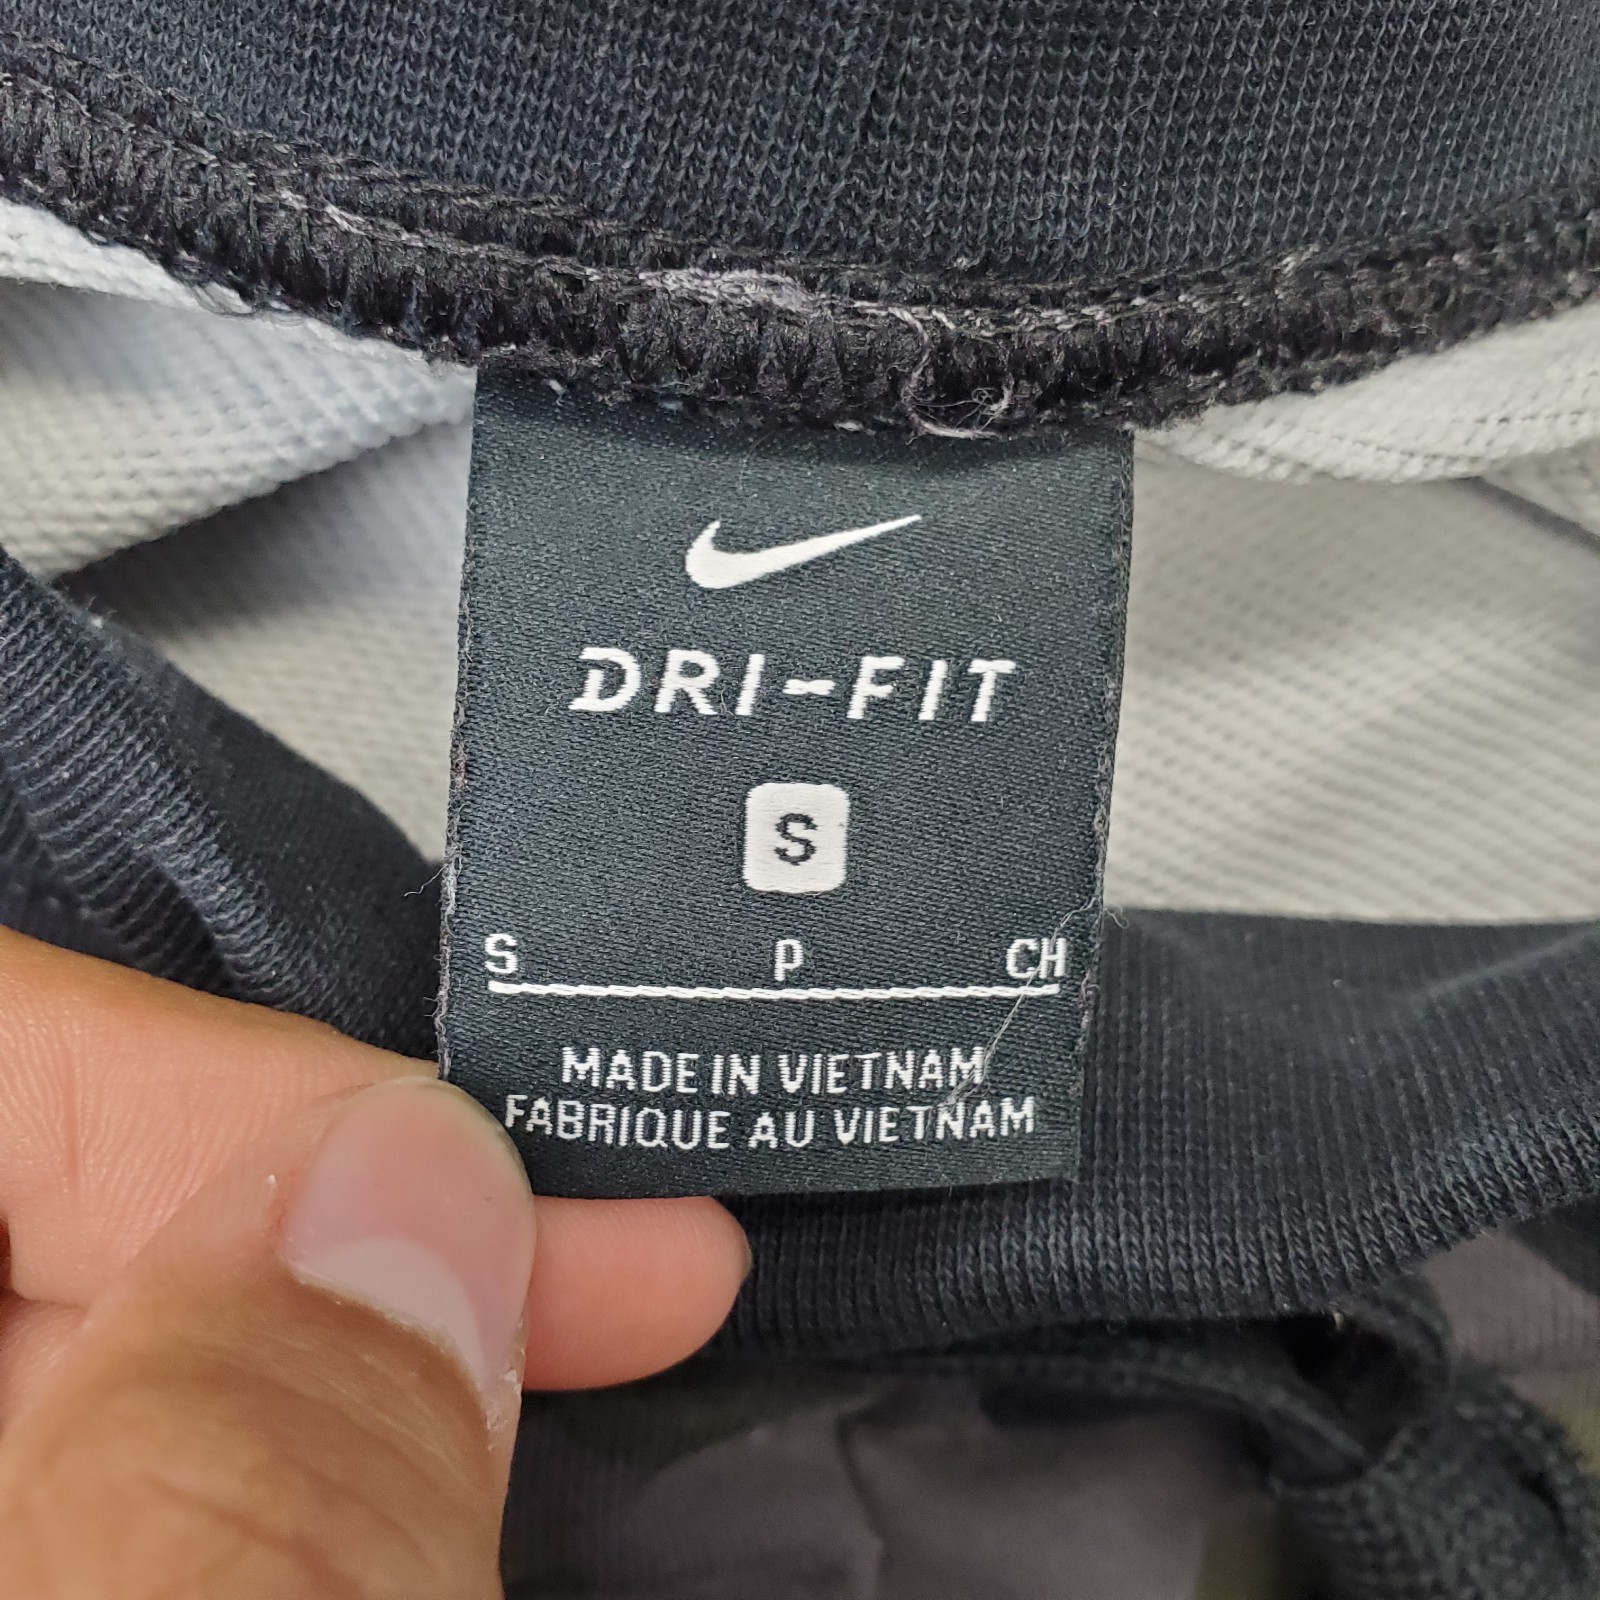 DRI-FIT
S
S P CH
MADE IN VIETNAM
FABRIQUE AU VIETNAM